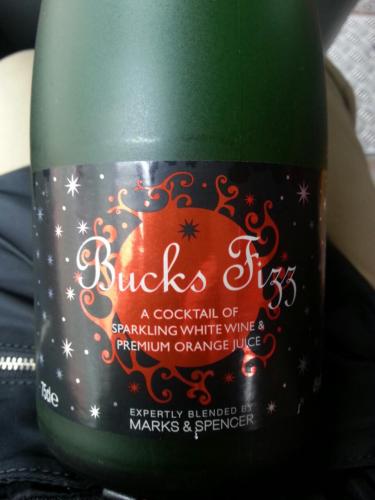 Bucks Fizz
A COCKTAIL OF
SPARKLING WHITE WINE &
PREMIUM ORANGE JUICE
75cl e
EXPERTLY BLENDED BY
MARKS & SPENCER